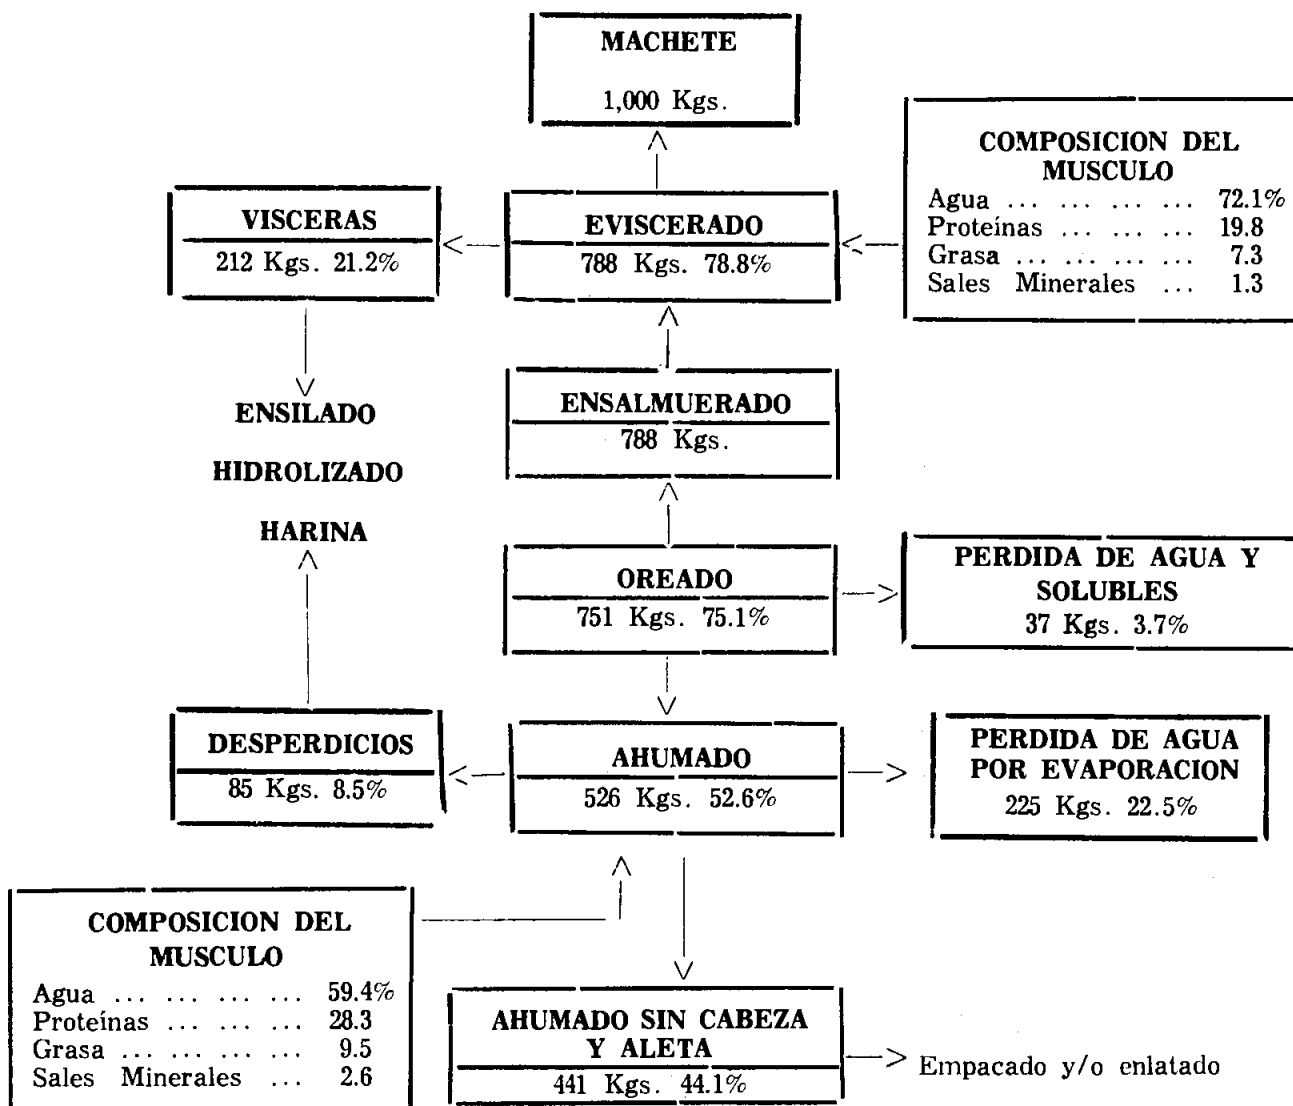 MACHETE
1,000 Kgs.
COMPOSICION DEL
MUSCULO
Agua ... ... ... ... 72.1%
Proteínas ... ... ... 19.8
Grasa ... ... ... ... 7.3
Sales Minerales ... 1.3
VISCERAS
212 Kgs. 21.2%
EVISCERADO
788 Kgs. 78.8%
ENSALMUERADO
788 Kgs.
ENSILADO
HIDROLIZADO
HARINA
OREADO
751 Kgs. 75.1%
PERDIDA DE AGUA Y
SOLUBLES
37 Kgs. 3.7%
DESPERDICIOS
85 Kgs. 8.5%
AHUMADO
526 Kgs. 52.6%
PERDIDA DE AGUA
POR EVAPORACION
225 Kgs. 22.5%
COMPOSICION DEL
MUSCULO
Agua ... ... ... ... 59.4%
Proteínas ... ... ... 28.3
Grasa ... ... ... ... 9.5
Sales Minerales ... 2.6
AHUMADO SIN CABEZA
Y ALETA
441 Kgs. 44.1%
Empacado y/o enlatado